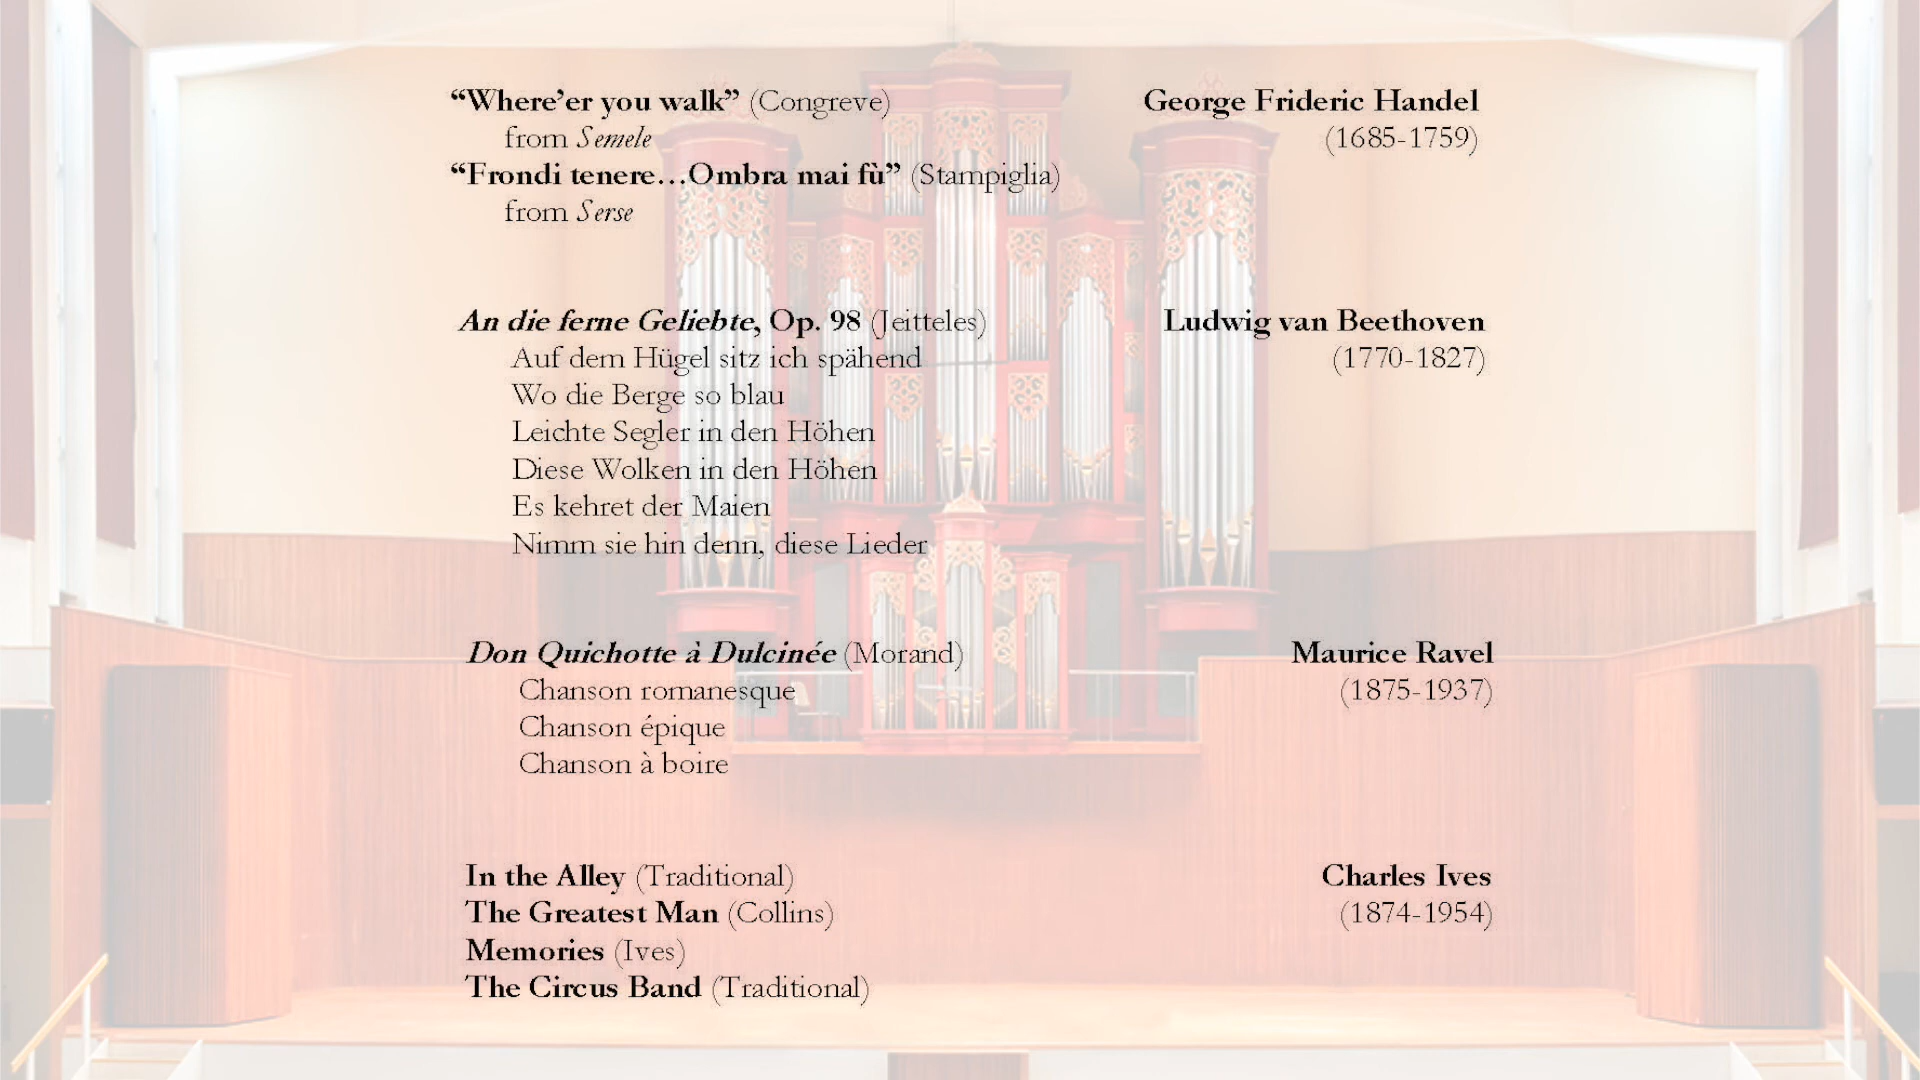 “Where’er you walk” (Congreve) George Frideric Handel
from Semele (1685-1759)
“Frondi tenere…Ombra mai fù” (Stampiglia)
from Serse
An die ferne Geliebte, Op. 98 (Jeitteles) Ludwig van Beethoven
Auf dem Hügel sitz ich spähend (1770-1827)
Wo die Berge so blau
Leichte Segler in den Höhen
Diese Wolken in den Höhen
Es kehret der Maien
Nimm sie hin denn, diese Lieder
Don Quichotte à Dulcinée (Morand) Maurice Ravel
Chanson romanesque (1875-1937)
Chanson épique
Chanson à boire
In the Alley (Traditional) Charles Ives
The Greatest Man (Collins) (1874-1954)
Memories (Ives)
The Circus Band (Traditional)